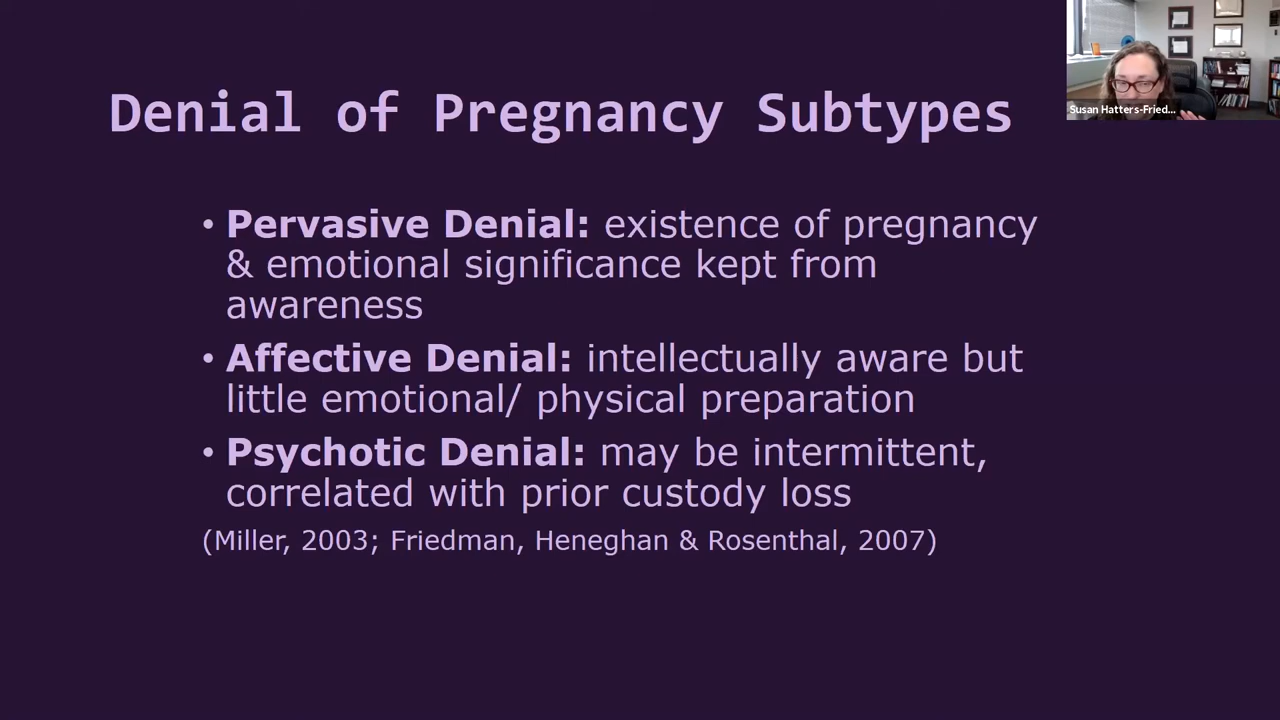 Denial of Pregnancy Subtypes
Susan Hatters-Fried...
• Pervasive Denial: existence of pregnancy
& emotional significance kept from
awareness
• Affective Denial: intellectually aware but
little emotional/ physical preparation
• Psychotic Denial: may be intermittent,
correlated with prior custody loss
(Miller, 2003; Friedman, Heneghan & Rosenthal, 2007)